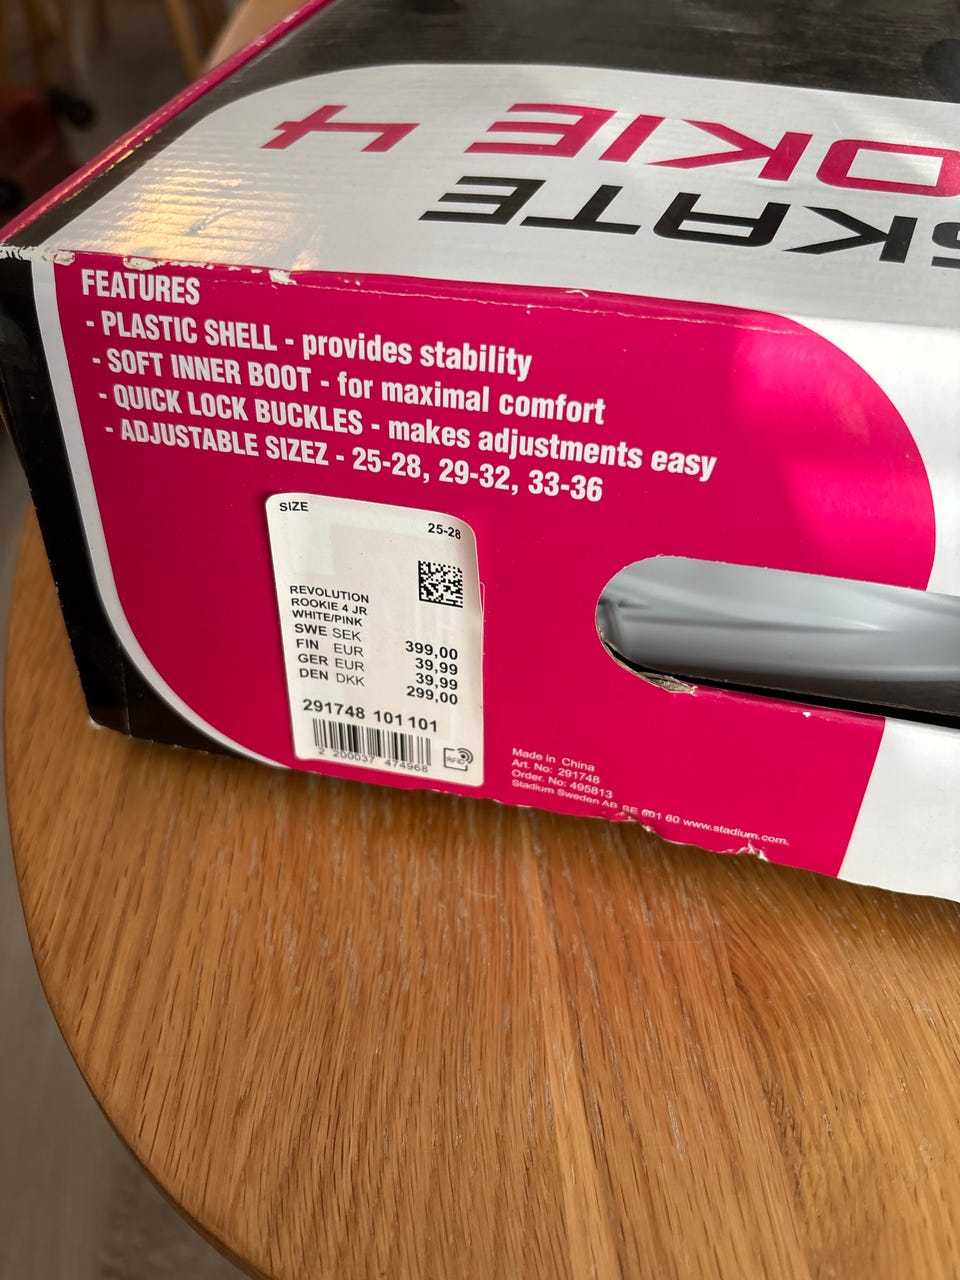 SKATE
OKIE 4
FEATURES
- PLASTIC SHELL - provides stability
- SOFT INNER BOOT - for maximal comfort
- QUICK LOCK BUCKLES - makes adjustments easy
- ADJUSTABLE SIZEZ - 25-28, 29-32, 33-36
SIZE
25-28
REVOLUTION
ROOKIE 4 JR
WHITE/PINK
SWE SEK 399,00
FIN EUR 39,99
GER EUR 39,99
DEN DKK 299,00
291748 101 101
2 200037 474968
RFID
Made in China
Art. No: 291748
Order. No: 495813
Stadium Sweden AB SE 601 60 www.stadium.com.